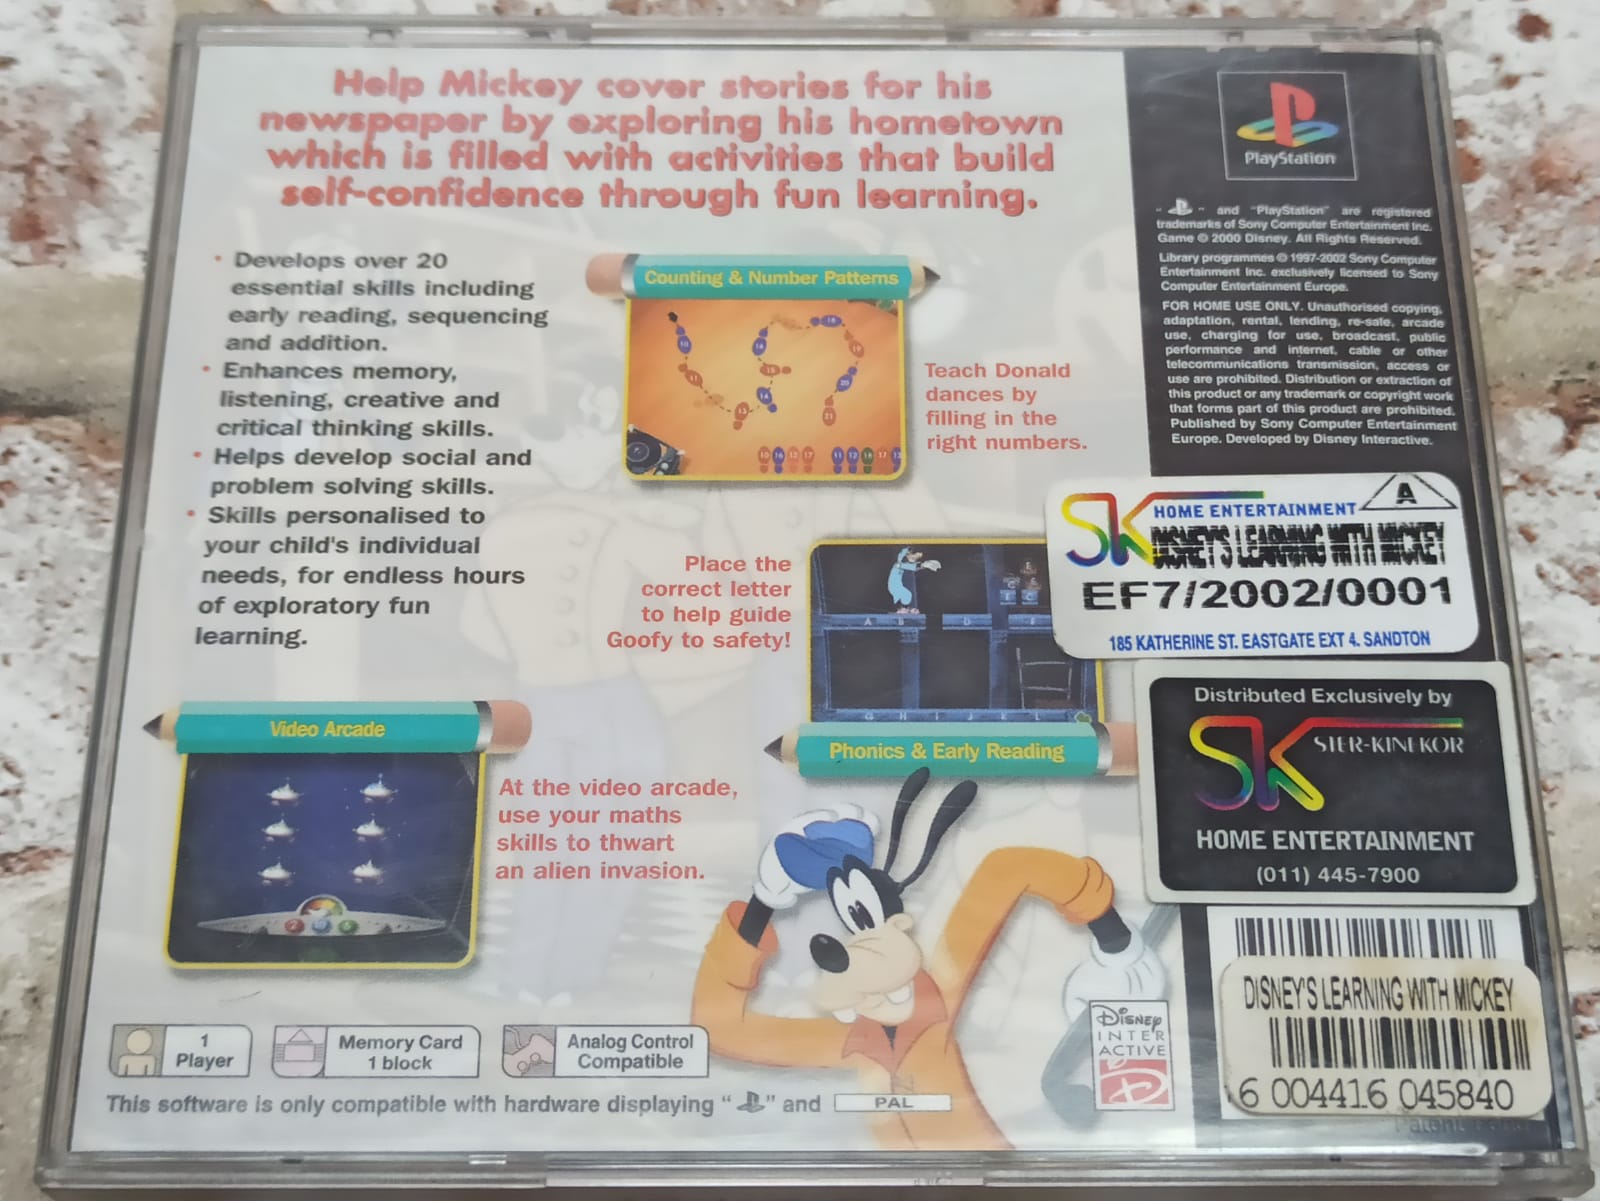 Help Mickey cover stories for his
newspaper by exploring his hometown
which is filled with activities that build
self-confidence through fun learning.
• Develops over 20
essential skills including
early reading, sequencing
and addition.
• Enhances memory,
listening, creative and
critical thinking skills.
• Helps develop social and
problem solving skills.
• Skills personalised to
your child's individual
needs, for endless hours
of exploratory fun
learning.
Counting & Number Patterns
Teach Donald
dances by
filling in the
right numbers.
Place the
correct letter
to help guide
Goofy to safety!
Phonics & Early Reading
Video Arcade
At the video arcade,
use your maths
skills to thwart
an alien invasion.
1
Player
Memory Card
1 block
Analog Control
Compatible
This software is only compatible with hardware displaying " " and PAL
DISNEY
INTER
ACTIVE
PlayStation
" " and "PlayStation" are registered
trademarks of Sony Computer Entertainment Inc.
Game © 2000 Disney. All Rights Reserved.
Library programmes © 1997-2002 Sony Computer
Entertainment Inc. exclusively licensed to Sony
Computer Entertainment Europe.
FOR HOME USE ONLY. Unauthorised copying,
adaptation, rental, lending, re-sale, arcade
use, charging for use, broadcast, public
performance and internet, cable or other
telecommunications transmission, access or
use are prohibited. Distribution or extraction of
this product or any trademark or copyright work
that forms part of this product are prohibited.
Published by Sony Computer Entertainment
Europe. Developed by Disney Interactive.
SK HOME ENTERTAINMENT A
DISNEY'S LEARNING WITH MICKEY
EF7/2002/0001
185 KATHERINE ST. EASTGATE EXT 4. SANDTON
Distributed Exclusively by
SK STER-KINEKOR
HOME ENTERTAINMENT
(011) 445-7900
DISNEY'S LEARNING WITH MICKEY
6 004416 045840